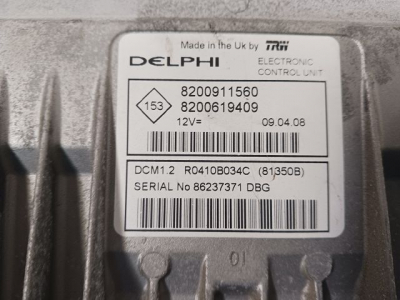 Made in the Uk by TRW
DELPHI ELECTRONIC
CONTROL UNIT
8200911560
153 8200619409
12V= 09.04.08
DCM1.2 R0410B034C (81350B)
SERIAL No 86237371 DBG
01